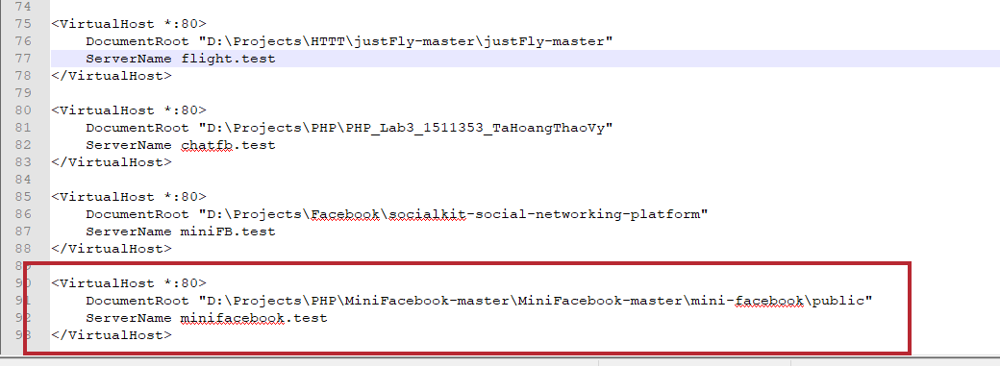 74
75 <VirtualHost *:80>
76 DocumentRoot "D:\Projects\HTTT\justFly-master\justFly-master"
77 ServerName flight.test
78 </VirtualHost>
79
80 <VirtualHost *:80>
81 DocumentRoot "D:\Projects\PHP\PHP_Lab3_1511353_TaHoangThaoVy"
82 ServerName chatfb.test
83 </VirtualHost>
84
85 <VirtualHost *:80>
86 DocumentRoot "D:\Projects\Facebook\socialkit-social-networking-platform"
87 ServerName miniFB.test
88 </VirtualHost>
89
90 <VirtualHost *:80>
91 DocumentRoot "D:\Projects\PHP\MiniFacebook-master\MiniFacebook-master\mini-facebook\public"
92 ServerName minifacebook.test
93 </VirtualHost>